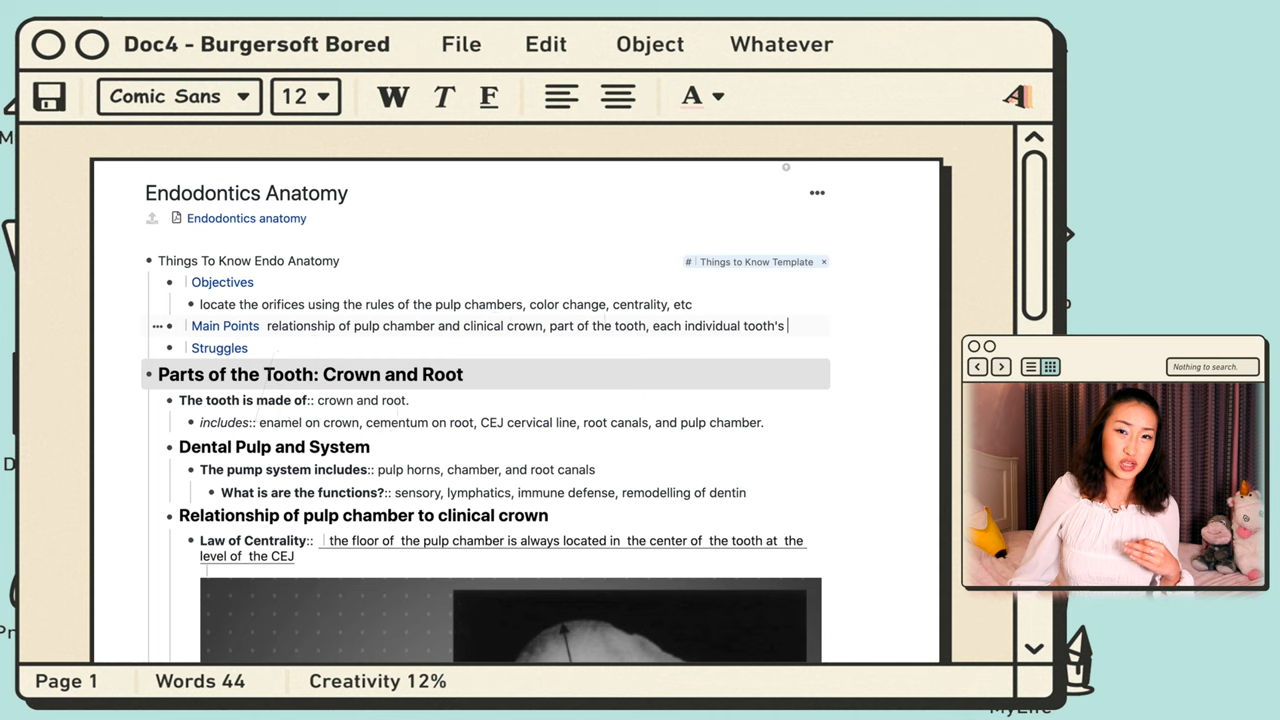 Doc4 - Burgersoft Bored File Edit Object Whatever
Comic Sans 12 W T F A A
Endodontics Anatomy
Endodontics anatomy
Things To Know Endo Anatomy # Things to Know Template ×
Objectives
locate the orifices using the rules of the pulp chambers, color change, centrality, etc
Main Points relationship of pulp chamber and clinical crown, part of the tooth, each individual tooth's
Struggles
Parts of the Tooth: Crown and Root
The tooth is made of:: crown and root.
includes:: enamel on crown, cementum on root, CEJ cervical line, root canals, and pulp chamber.
Dental Pulp and System
The pump system includes:: pulp horns, chamber, and root canals
What is are the functions?:: sensory, lymphatics, immune defense, remodelling of dentin
Relationship of pulp chamber to clinical crown
Law of Centrality:: the floor of the pulp chamber is always located in the center of the tooth at the
level of the CEJ
Nothing to search.
Page 1 Words 44 Creativity 12%